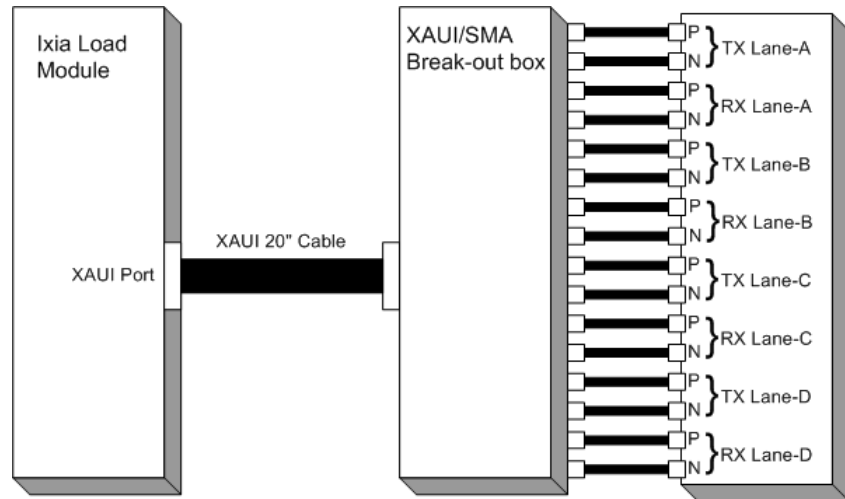 Ixia Load
Module
XAUI Port
XAUI 20" Cable
XAUI/SMA
Break-out box
P
N
} TX Lane-A
P
N
} RX Lane-A
P
N
} TX Lane-B
P
N
} RX Lane-B
P
N
} TX Lane-C
P
N
} RX Lane-C
P
N
} TX Lane-D
P
N
} RX Lane-D